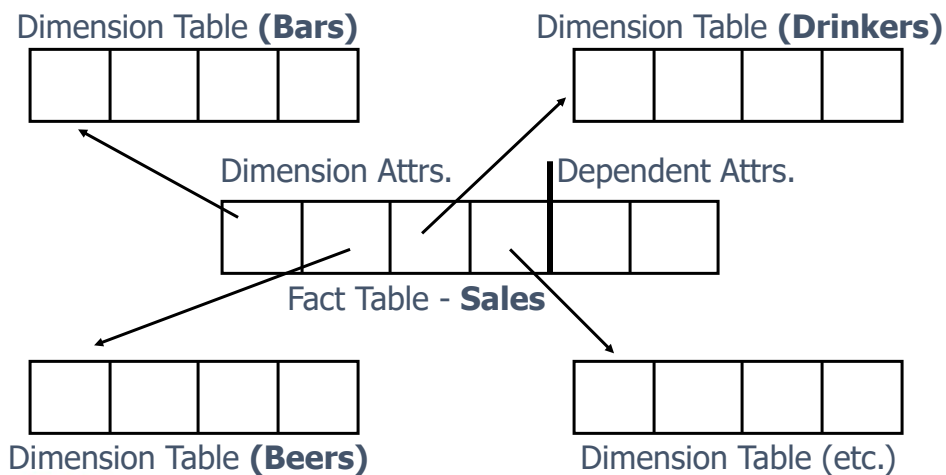 Dimension Table (Bars)
Dimension Table (Drinkers)
Dimension Attrs.
Dependent Attrs.
Fact Table - Sales
Dimension Table (Beers)
Dimension Table (etc.)